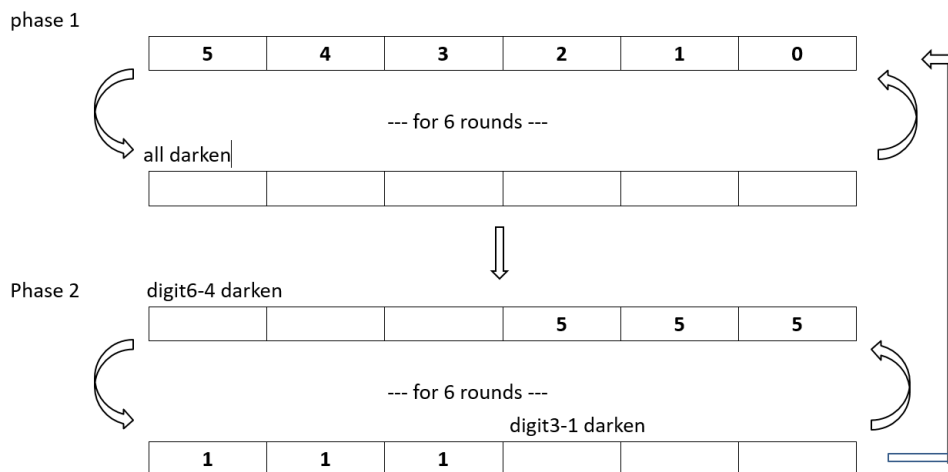 phase 1
5 4 3 2 1 0
--- for 6 rounds ---
all darken
Phase 2
digit6-4 darken
5 5 5
--- for 6 rounds ---
digit3-1 darken
1 1 1